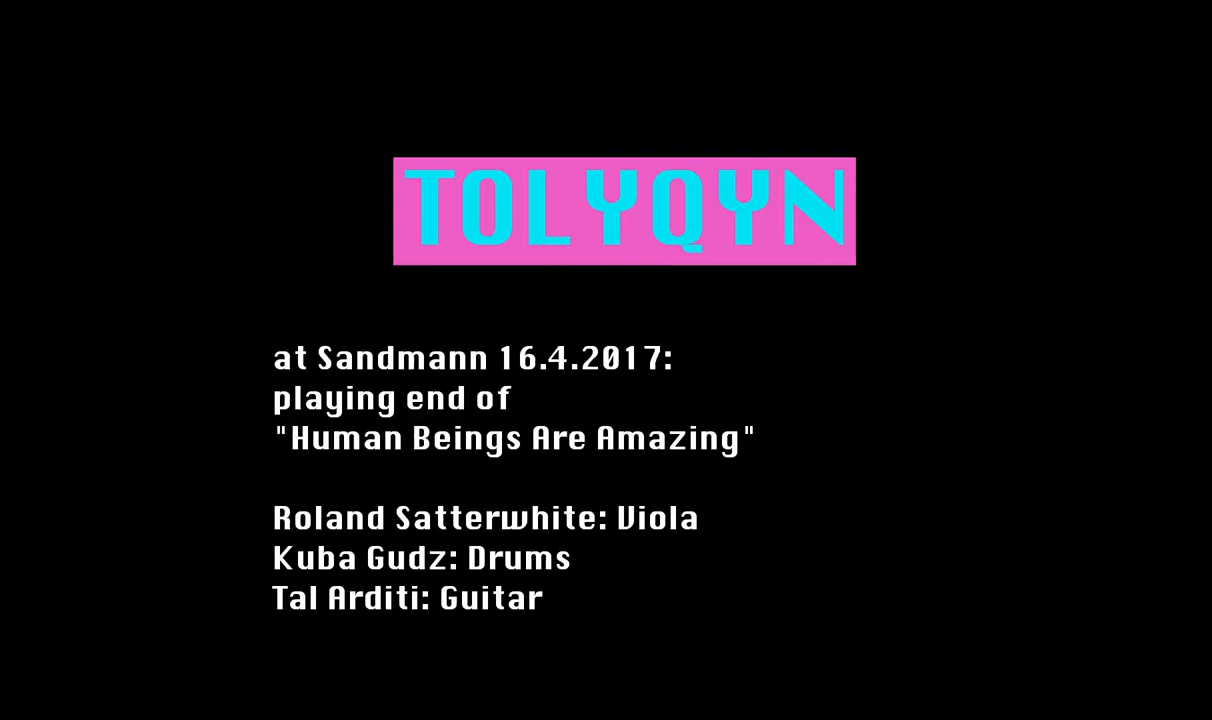 TOLYQYN
at Sandmann 16.4.2017:
playing end of
"Human Beings Are Amazing"
Roland Satterwhite: Viola
Kuba Gudz: Drums
Tal Arditi: Guitar